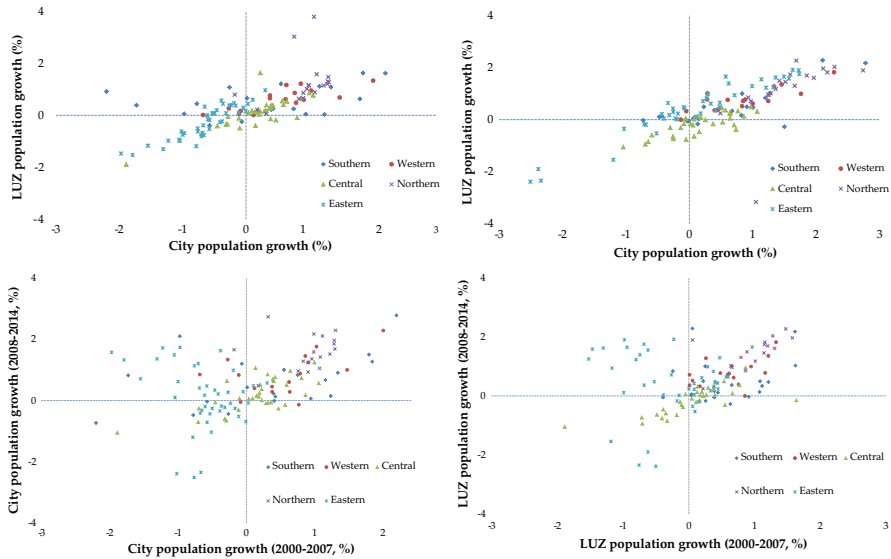 LUZ population growth (%)
4
2
0
-2
-4
-3
-2
-1
0
1
2
3
Southern
Western
Central
Northern
Eastern
City population growth (%)
LUZ population growth (%)
4
2
0
-2
-4
-3
-2
-1
0
1
2
3
Southern
Western
Central
Northern
Eastern
City population growth (%)
City population growth (2008-2014, %)
4
2
0
-2
-4
-3
-2
-1
0
1
2
3
Southern
Western
Central
Northern
Eastern
City population growth (2000-2007, %)
LUZ population growth (2008-2014, %)
4
2
0
-2
-4
-3
-2
-1
0
1
2
3
Southern
Western
Central
Northern
Eastern
LUZ population growth (2000-2007, %)